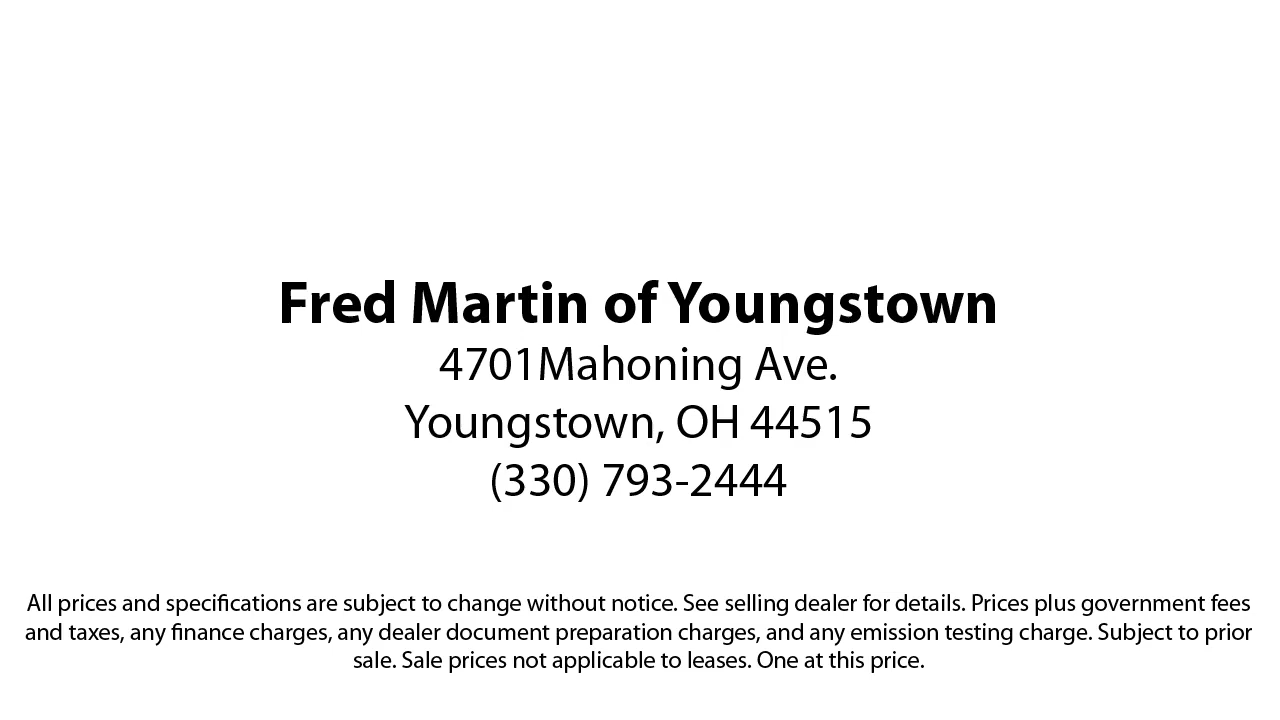 Fred Martin of Youngstown
4701Mahoning Ave.
Youngstown, OH 44515
(330) 793-2444
All prices and specifications are subject to change without notice. See selling dealer for details. Prices plus government fees
and taxes, any finance charges, any dealer document preparation charges, and any emission testing charge. Subject to prior
sale. Sale prices not applicable to leases. One at this price.